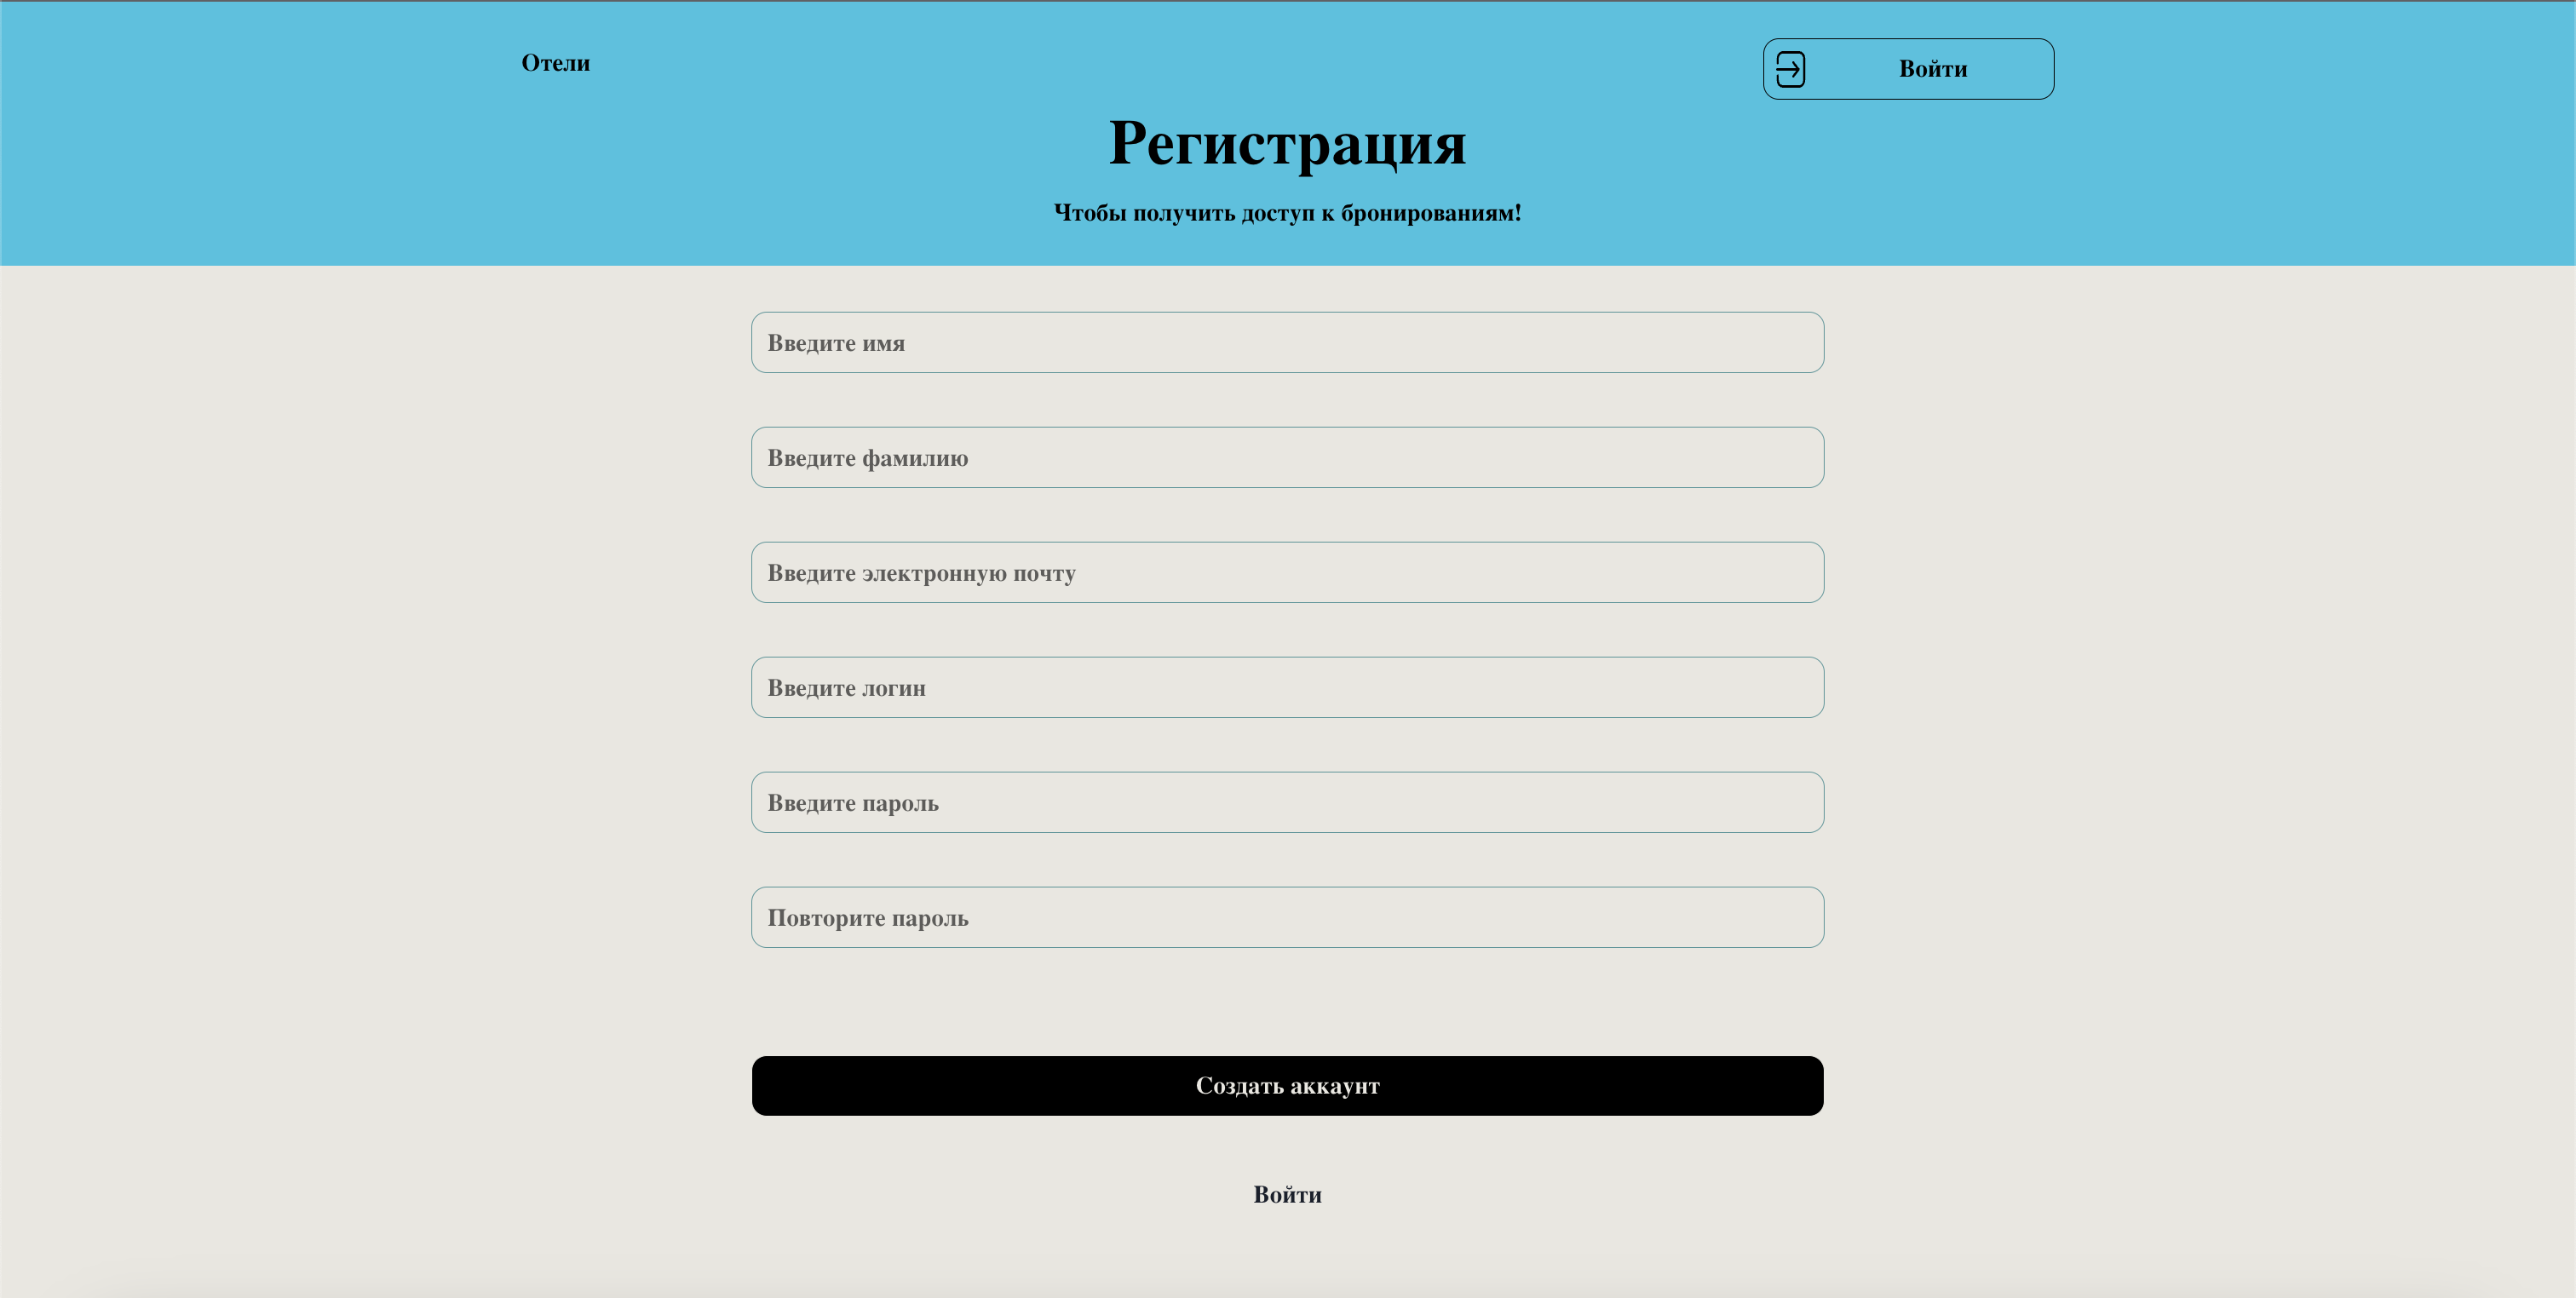 Отели
Войти
Регистрация
Чтобы получить доступ к бронированиям!
Введите имя
Введите фамилию
Введите электронную почту
Введите логин
Введите пароль
Повторите пароль
Создать аккаунт
Войти